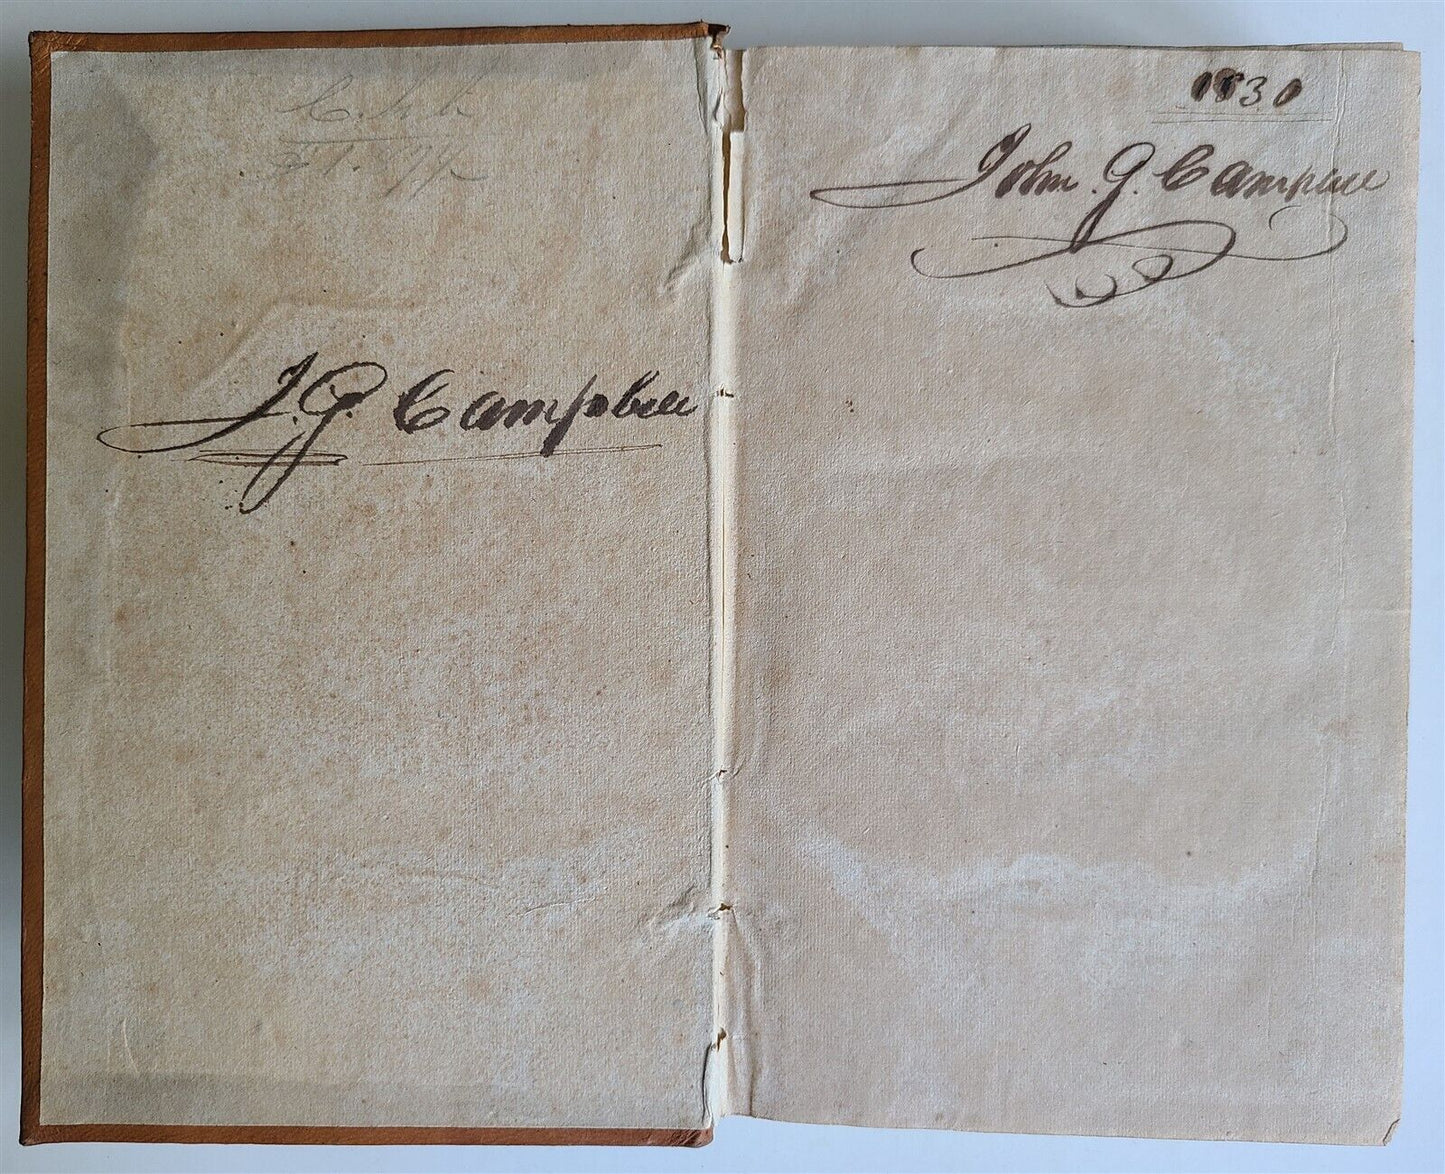 J. G. Campbell
1830
John . G. Campbell